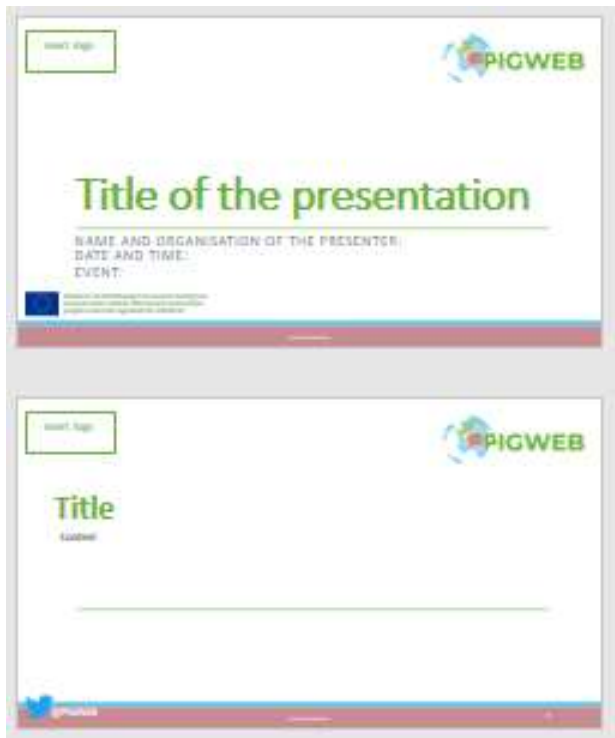 insert logo
PIGWEB
Title of the presentation
NAME AND ORGANISATION OF THE PRESENTER:
DATE AND TIME:
EVENT:
insert logo
PIGWEB
Title
Content